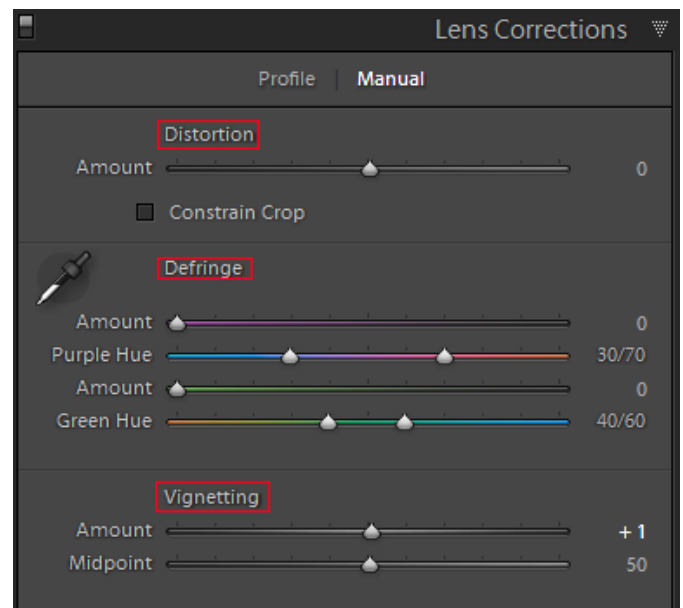 Lens Corrections
Profile | Manual
Distortion
Amount 0
Constrain Crop
Defringe
Amount 0
Purple Hue 30/70
Amount 0
Green Hue 40/60
Vignetting
Amount + 1
Midpoint 50